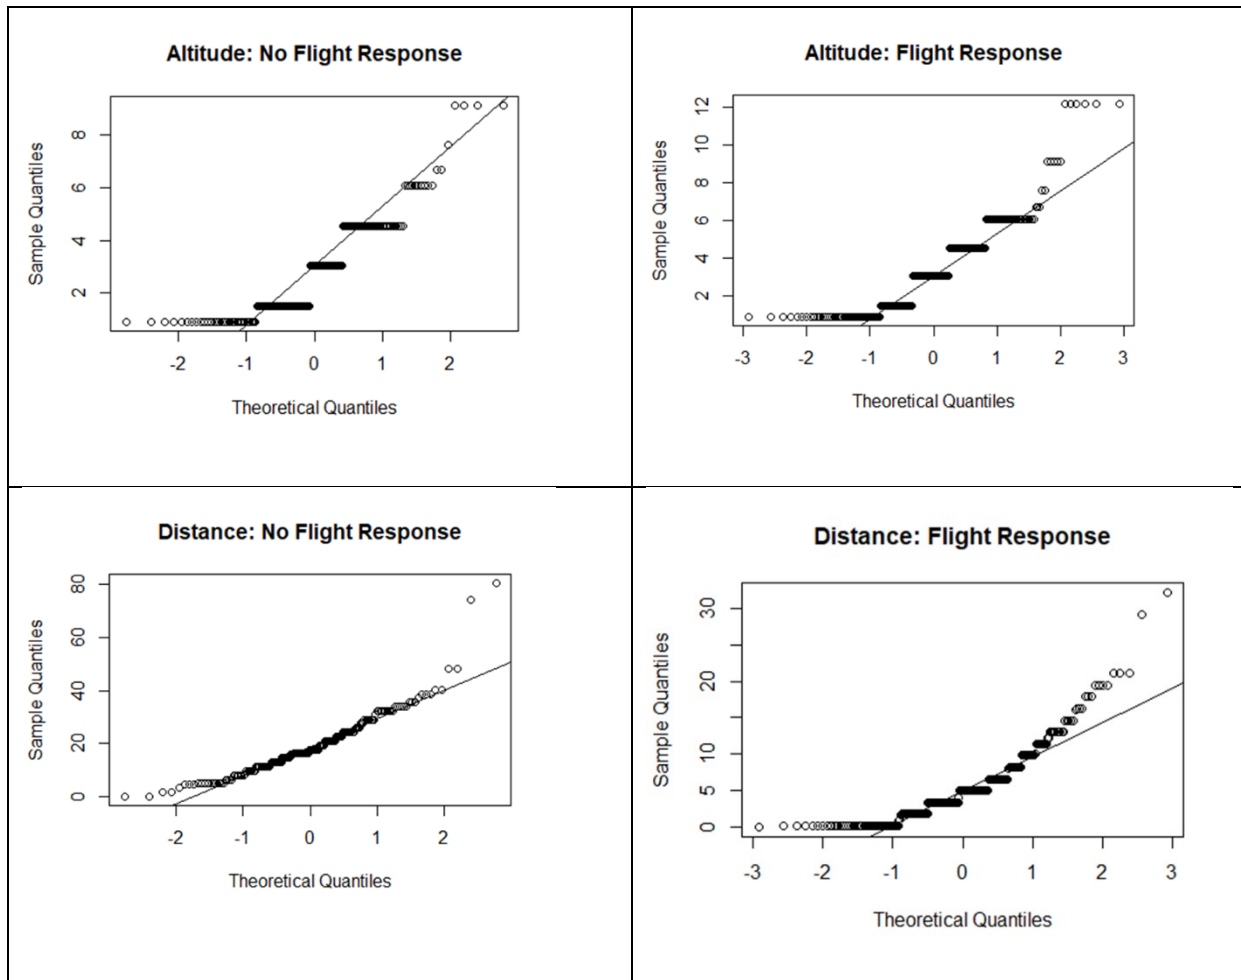 Altitude: No Flight Response
8
6
4
2
Sample Quantiles
-2 -1 0 1 2
Theoretical Quantiles
Altitude: Flight Response
12
10
8
6
4
2
Sample Quantiles
-3 -2 -1 0 1 2 3
Theoretical Quantiles
Distance: No Flight Response
80
60
40
20
0
Sample Quantiles
-2 -1 0 1 2
Theoretical Quantiles
Distance: Flight Response
30
20
10
5
0
Sample Quantiles
-3 -2 -1 0 1 2 3
Theoretical Quantiles